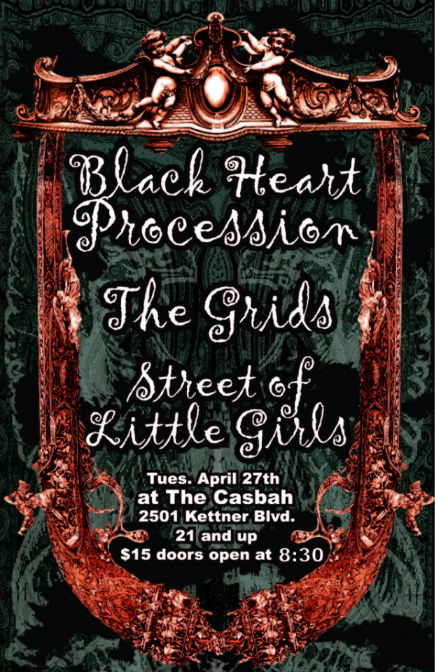 Black Heart
Procession
The Grids
Street of
Little Girls
Tues. April 27th
at The Casbah
2501 Kettner Blvd.
21 and up
$15 doors open at 8:30